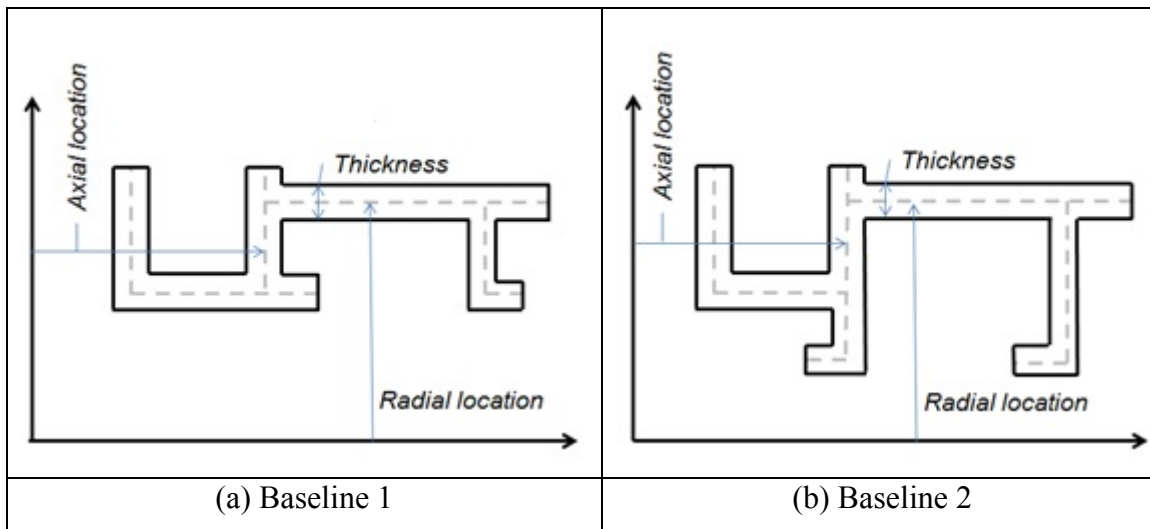 Axial location
Thickness
Radial location
(a) Baseline 1
Axial location
Thickness
Radial location
(b) Baseline 2